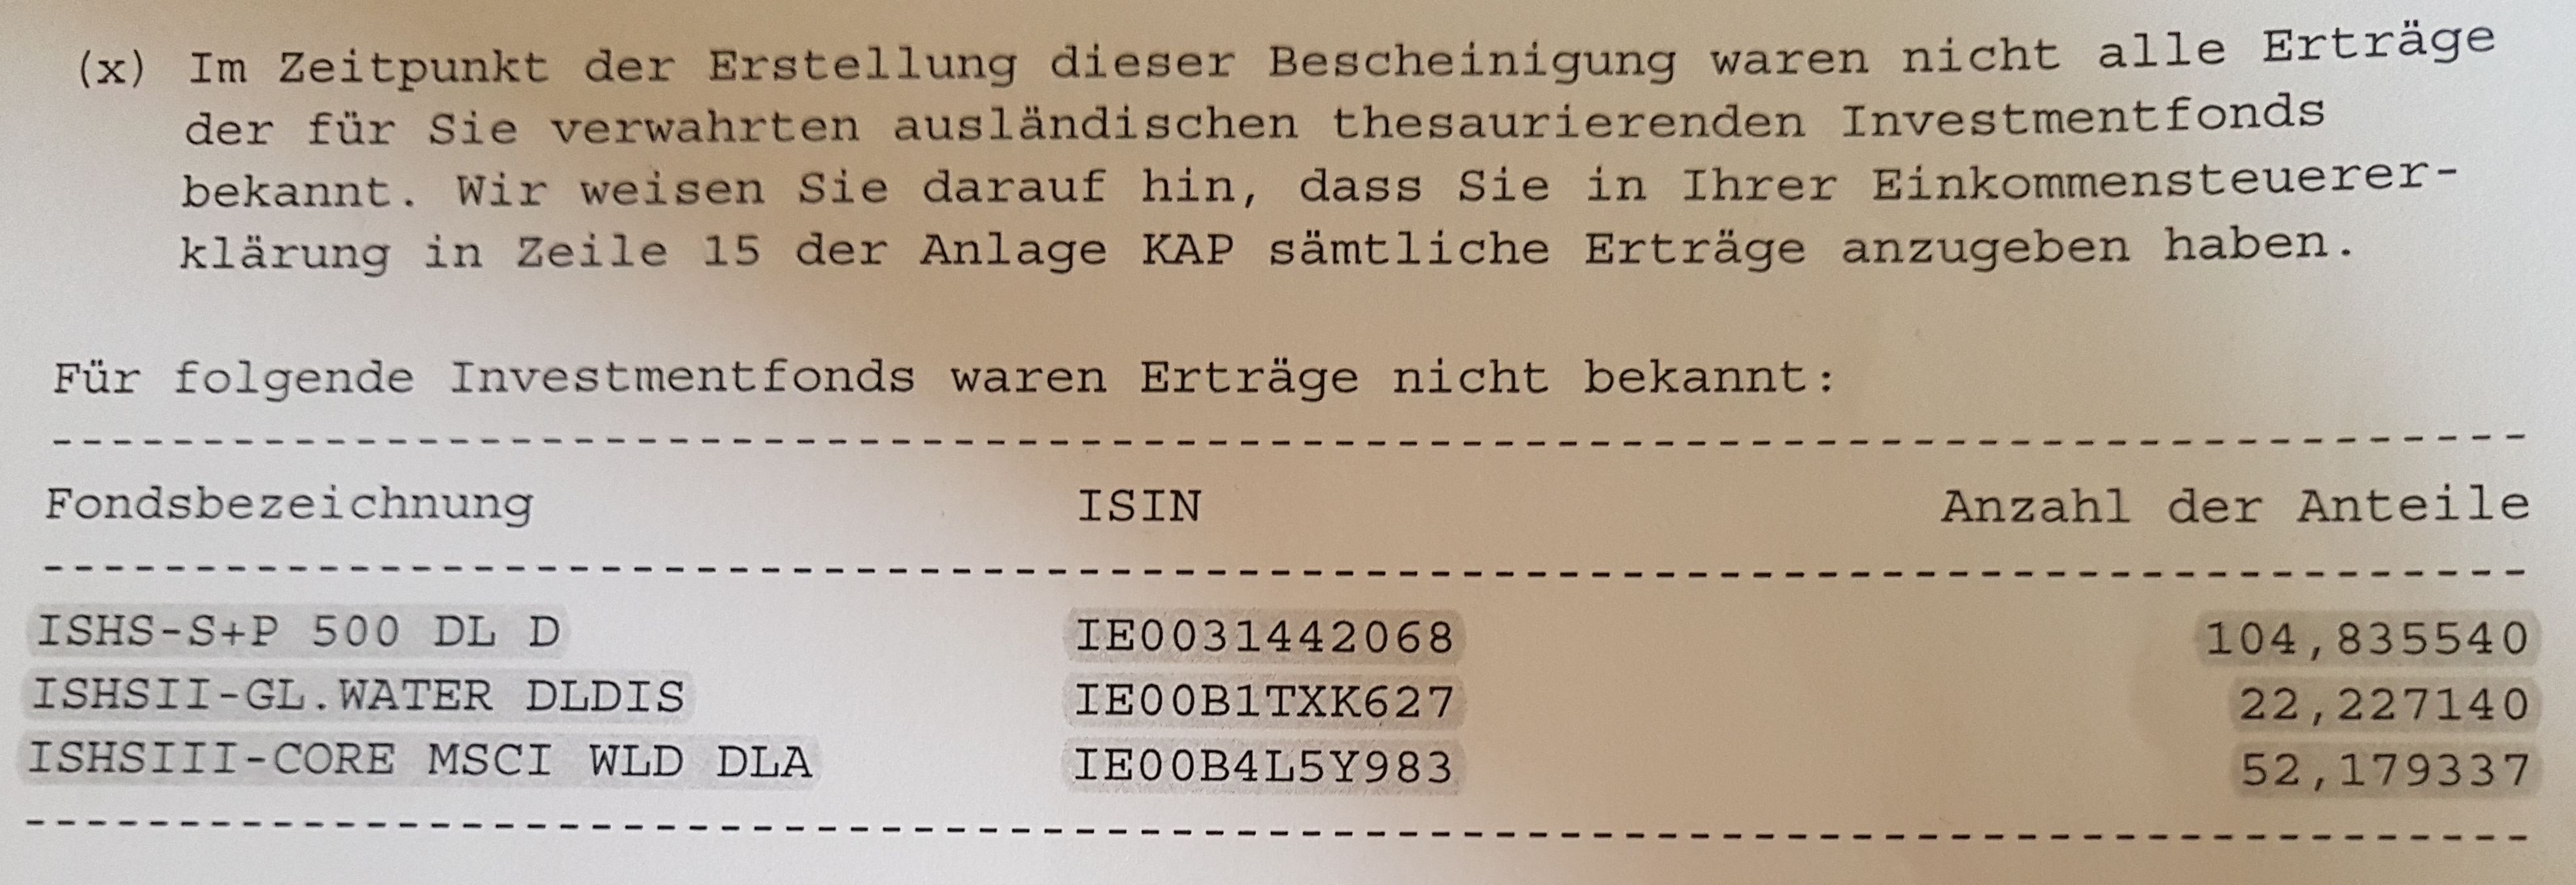 (x) Im Zeitpunkt der Erstellung dieser Bescheinigung waren nicht alle Erträge
der für Sie verwahrten ausländischen thesaurierenden Investmentfonds
bekannt. Wir weisen Sie darauf hin, dass Sie in Ihrer Einkommensteuerer-
klärung in Zeile 15 der Anlage KAP sämtliche Erträge anzugeben haben.
Für folgende Investmentfonds waren Erträge nicht bekannt:
Fondsbezeichnung ISIN Anzahl der Anteile
ISHS-S+P 500 DL D IE0031442068 104,835540
ISHSII-GL.WATER DLDIS IE00B1TXK627 22,227140
ISHSIII-CORE MSCI WLD DLA IE00B4L5Y983 52,179337